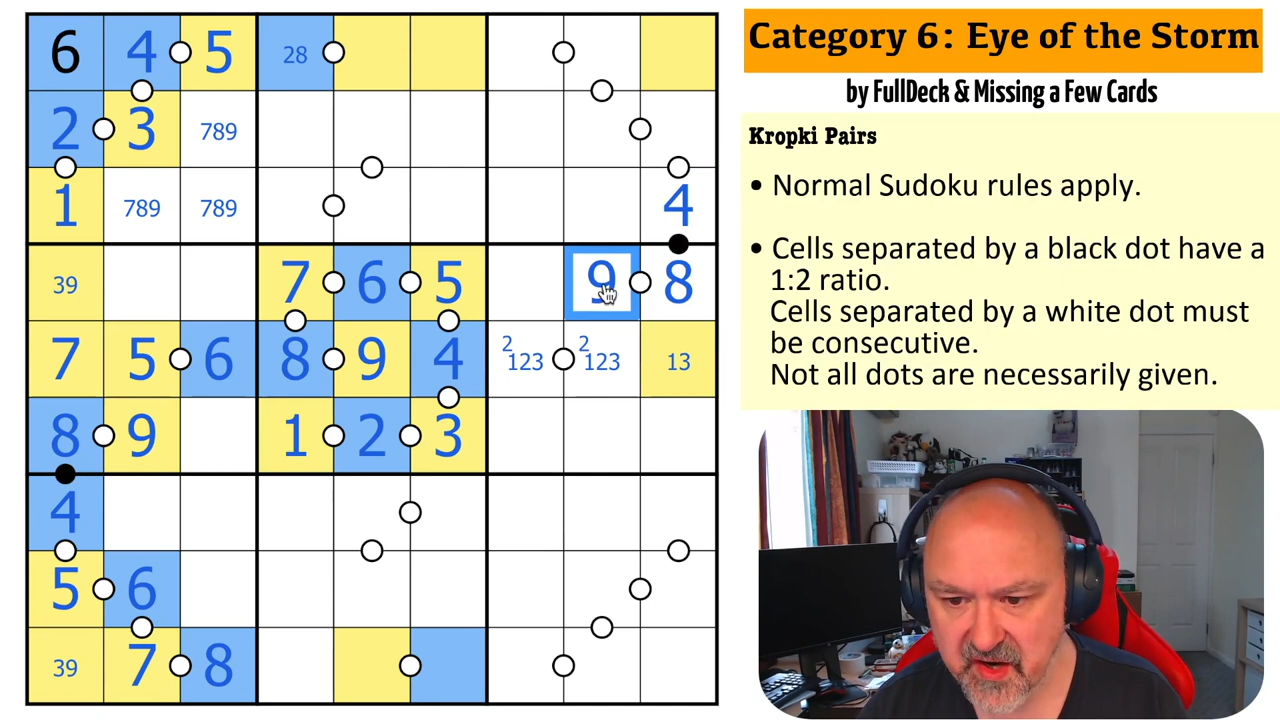 Category 6: Eye of the Storm
by FullDeck & Missing a Few Cards
Kropki Pairs
• Normal Sudoku rules apply.
• Cells separated by a black dot have a
1:2 ratio.
Cells separated by a white dot must
be consecutive.
Not all dots are necessarily given.
6 4 5 28
2 3 789
1 789 789 4
39 7 6 5 9 8
7 5 6 8 9 4 2 123 2 123 13
8 9 1 2 3
4
5 6
39 7 8